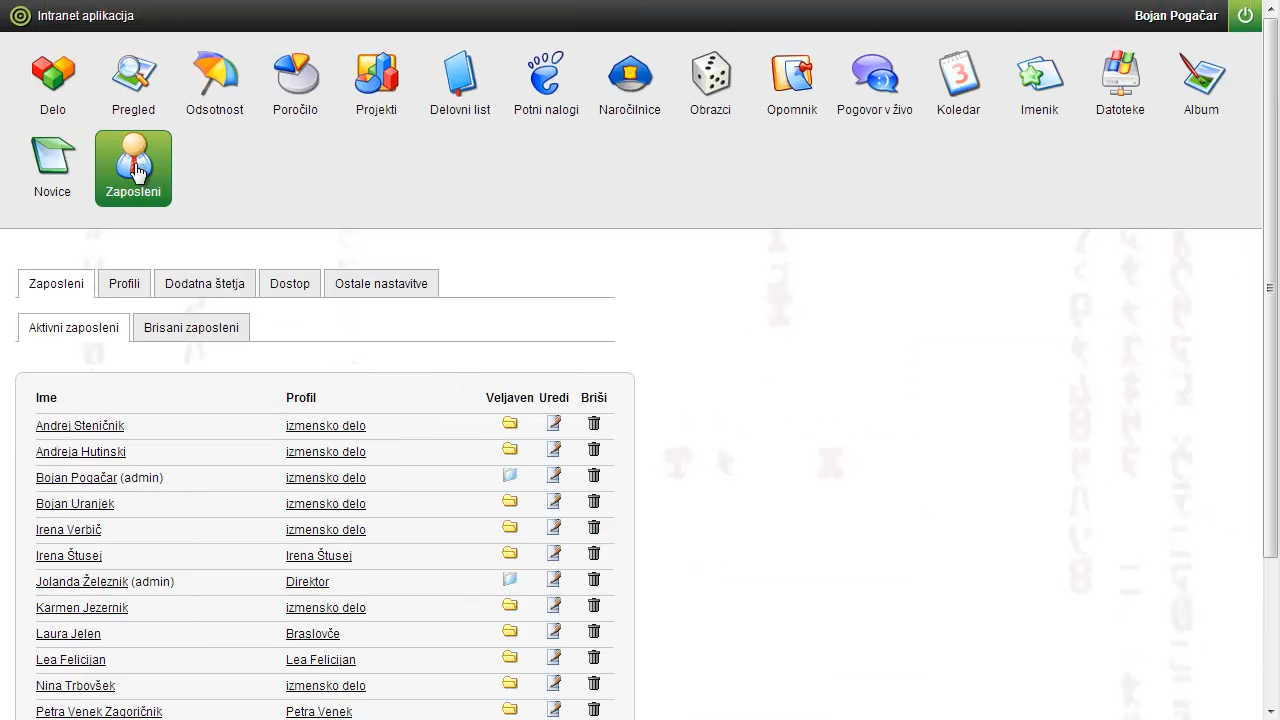 Intranet aplikacija
Bojan Pogačar
Delo Pregled Odsotnost Poročilo Projekti Delovni list Potni nalogi Naročilnice Obrazci Opomnik Pogovor v živo Koledar Imenik Datoteke Album
Novice Zaposleni
Zaposleni Profili Dodatna štetja Dostop Ostale nastavitve
Aktivni zaposleni Brisani zaposleni
Ime Profil Veljaven Uredi Briši
Andrej Steničnik izmensko delo
Andreja Hutinski izmensko delo
Bojan Pogačar (admin) izmensko delo
Bojan Uranjek izmensko delo
Irena Verbič izmensko delo
Irena Štusej Irena Štusej
Jolanda Železnik (admin) Direktor
Karmen Jezernik izmensko delo
Laura Jelen Braslovče
Lea Felicijan Lea Felicijan
Nina Trbovšek izmensko delo
Petra Venek Zagoričnik Petra Venek